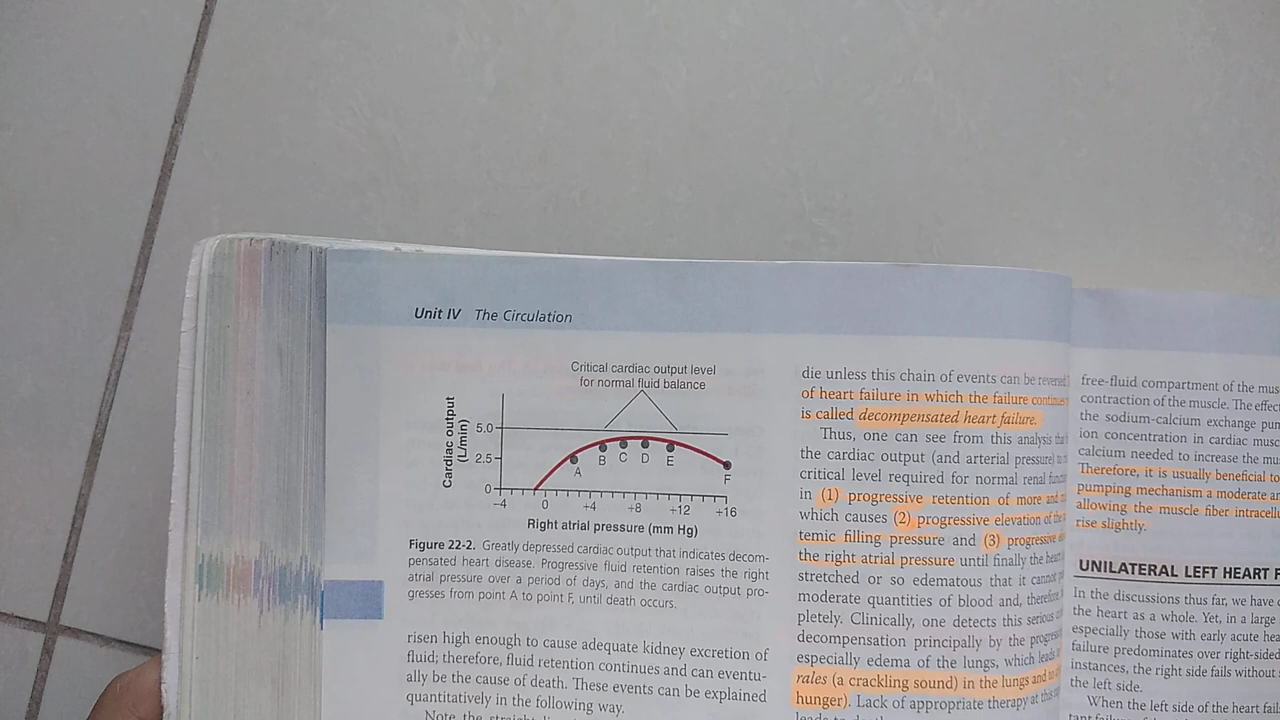 Unit IV The Circulation
Critical cardiac output level
for normal fluid balance
Cardiac output
(L/min)
5.0
2.5
0
A
B
C
D
E
F
–4
0
+4
+8
+12
+16
Right atrial pressure (mm Hg)
Figure 22-2. Greatly depressed cardiac output that indicates decom-
pensated heart disease. Progressive fluid retention raises the right
atrial pressure over a period of days, and the cardiac output pro-
gresses from point A to point F, until death occurs.
risen high enough to cause adequate kidney excretion of
fluid; therefore, fluid retention continues and can eventu-
ally be the cause of death. These events can be explained
quantitatively in the following way.
Note the
die unless this chain of events can be reversed
of heart failure in which the failure continues
is called decompensated heart failure.
Thus, one can see from this analysis
the cardiac output (and arterial pressure)
critical level required for normal renal
in (1) progressive retention of more and
which causes (2) progressive elevation of the
temic filling pressure and (3) progressive
the right atrial pressure until finally the heart
stretched or so edematous that it cannot
moderate quantities of blood and, therefore
pletely. Clinically, one detects this serious
decompensation principally by the
especially edema of the lungs, which leads
rales (a crackling sound) in the lungs and
hunger). Lack of appropriate therapy at this
free-fluid compartment of the mus
contraction of the muscle. The effec
the sodium-calcium exchange pum
ion concentration in cardiac musc
calcium needed to increase the mu
Therefore, it is usually beneficial to
pumping mechanism a moderate an
allowing the muscle fiber intracellu
rise slightly.
UNILATERAL LEFT HEART F
In the discussions thus far, we have
the heart as a whole. Yet, in a large
especially those with early acute hea
failure predominates over right-sided
instances, the right side fails without
the left side.
When the left side of the heart fail